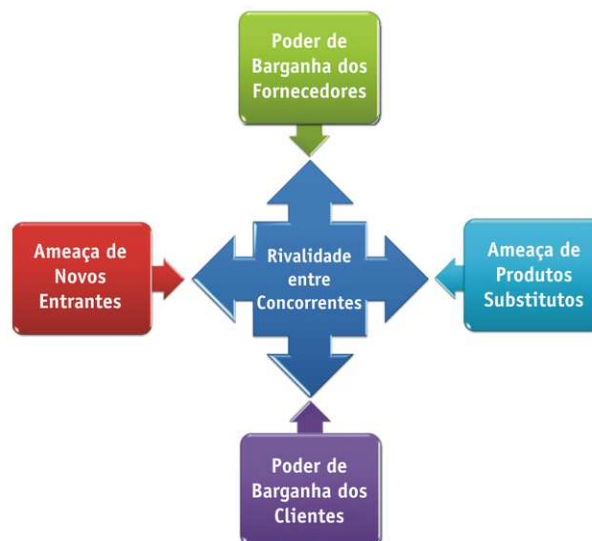 Poder de
Barganha dos
Fornecedores
Ameaça de
Novos
Entrantes
Rivalidade
entre
Concorrentes
Ameaça de
Produtos
Substitutos
Poder de
Barganha dos
Clientes